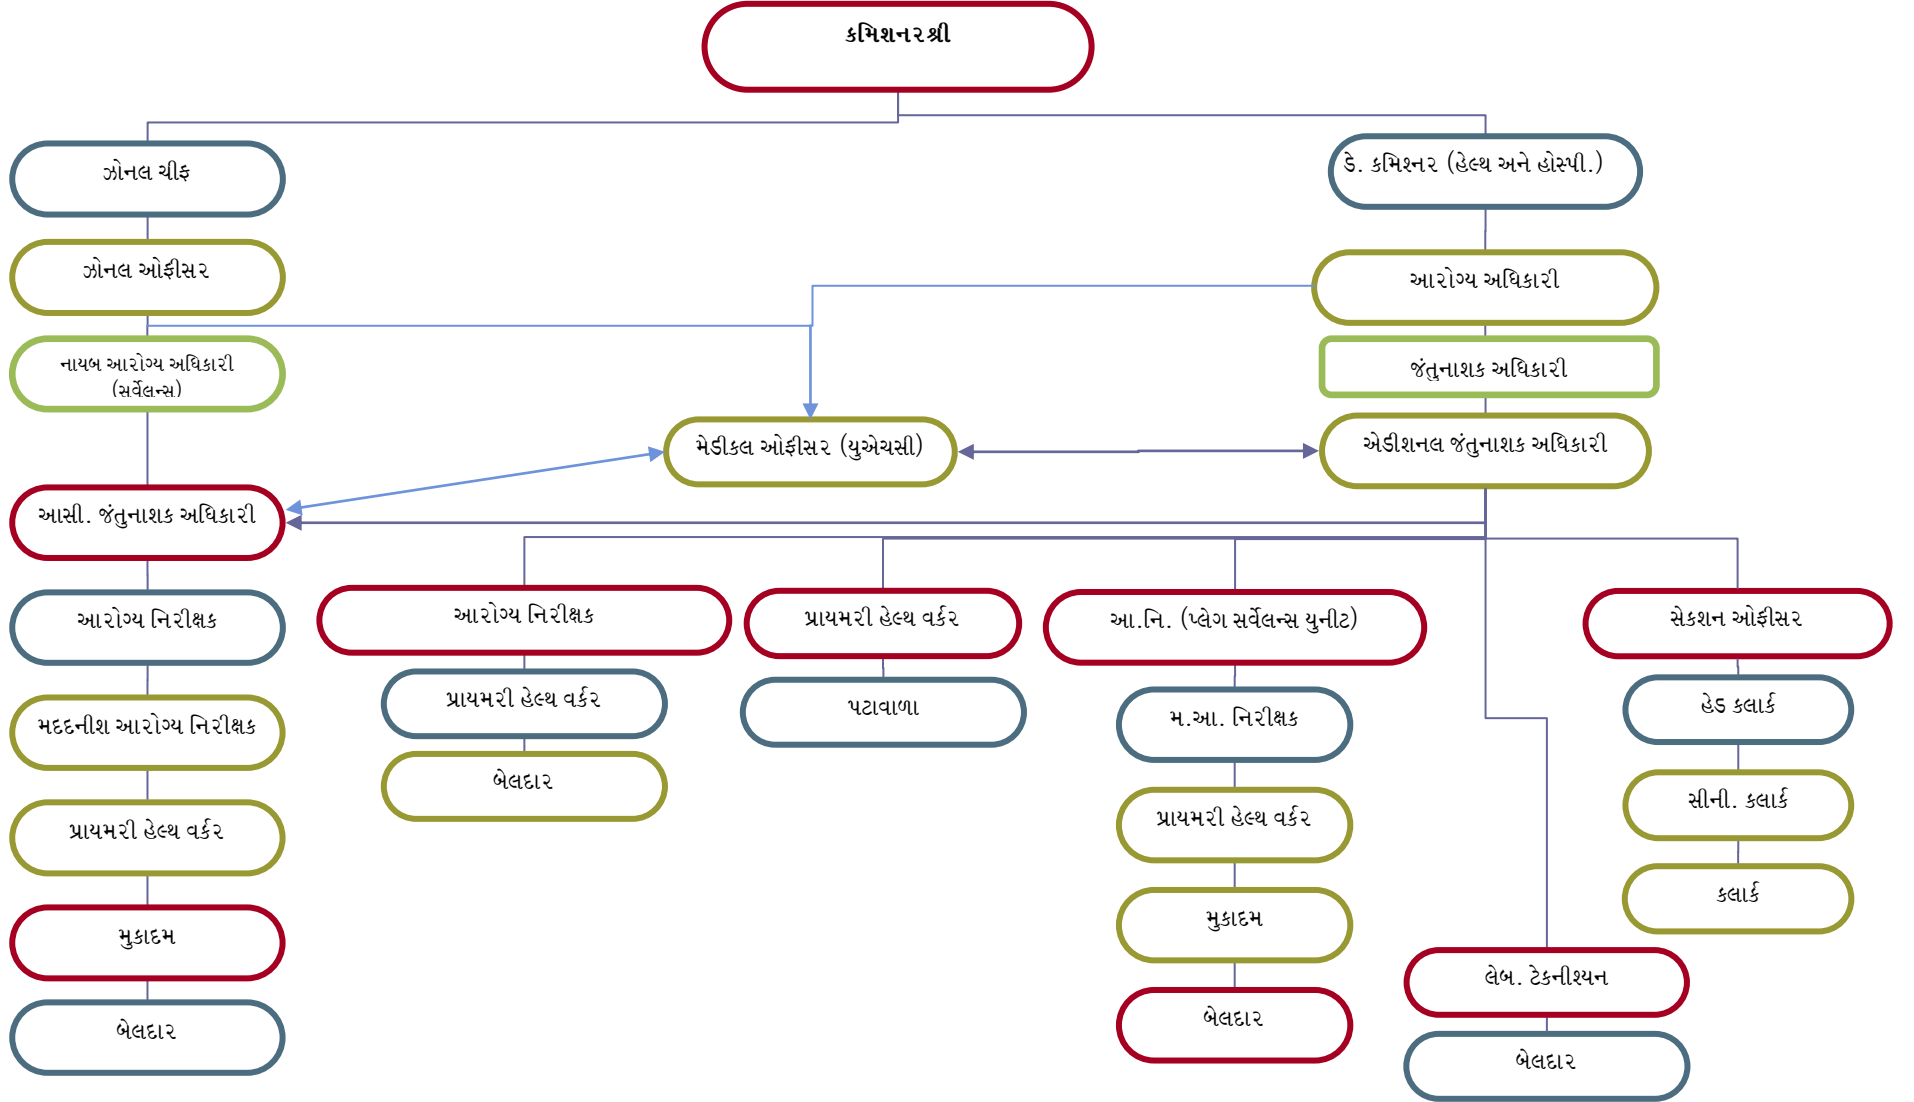 કમિશનરશ્રી
ઝોનલ ચીફ
ડે. કમિશ્નર (હેલ્થ અને હોસ્પી.)
ઝોનલ ઓફીસર
આરોગ્ય અધિકારી
નાયબ આરોગ્ય અધિકારી
(સર્વેલન્સ)
જંતુનાશક અધિકારી
મેડીકલ ઓફીસર (યુએચસી)
એડીશનલ જંતુનાશક અધિકારી
આસી. જંતુનાશક અધિકારી
આરોગ્ય નિરીક્ષક
મદદનીશ આરોગ્ય નિરીક્ષક
પ્રાયમરી હેલ્થ વર્કર
મુકાદમ
બેલદાર
આરોગ્ય નિરીક્ષક
પ્રાયમરી હેલ્થ વર્કર
બેલદાર
પ્રાયમરી હેલ્થ વર્કર
પટાવાળા
આ.નિ. (પ્લેગ સર્વેલન્સ યુનીટ)
મ.આ. નિરીક્ષક
પ્રાયમરી હેલ્થ વર્કર
મુકાદમ
બેલદાર
લેબ. ટેકનીશ્યન
બેલદાર
સેકશન ઓફીસર
હેડ કલાર્ક
સીની. કલાર્ક
કલાર્ક